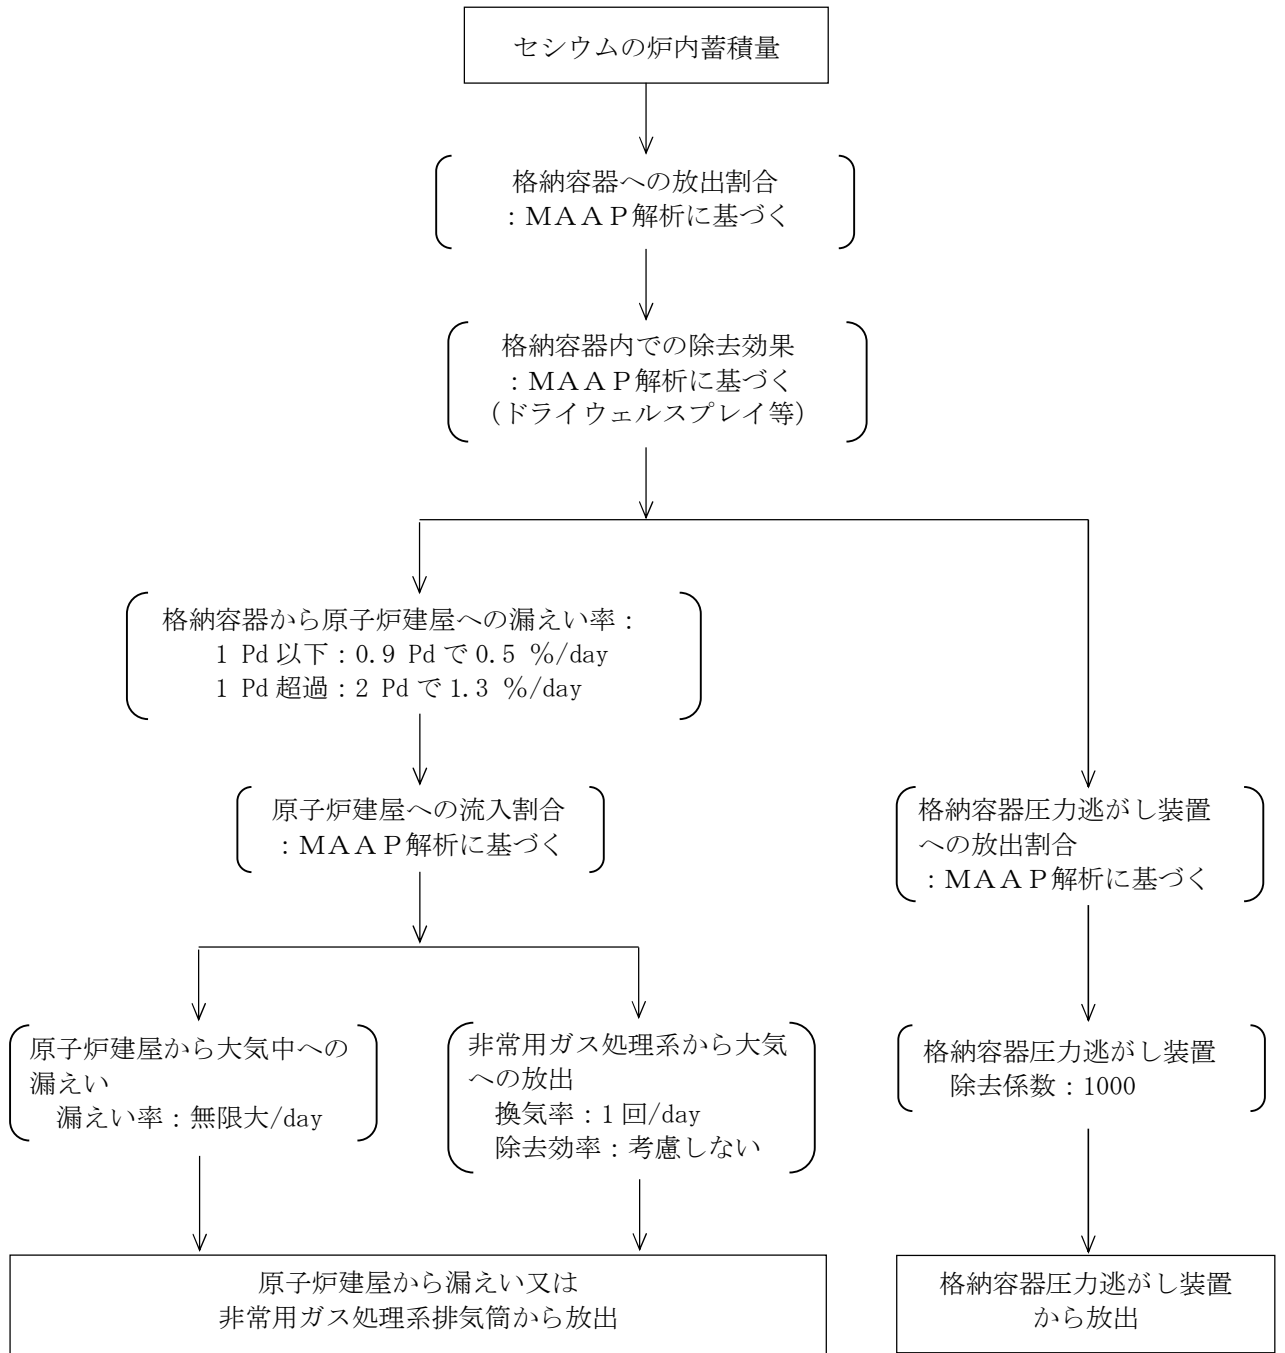 セシウムの炉内蓄積量
格納容器への放出割合
：ＭＡＡＰ解析に基づく
格納容器内での除去効果
：ＭＡＡＰ解析に基づく
（ドライウェルスプレイ等）
格納容器から原子炉建屋への漏えい率：
1 Pd 以下：0.9 Pd で 0.5 %/day
1 Pd 超過：2 Pd で 1.3 %/day
原子炉建屋への流入割合
：ＭＡＡＰ解析に基づく
格納容器圧力逃がし装置
への放出割合
：ＭＡＡＰ解析に基づく
原子炉建屋から大気中への
漏えい
漏えい率：無限大/day
非常用ガス処理系から大気
への放出
換気率：1 回/day
除去効率：考慮しない
格納容器圧力逃がし装置
除去係数：1000
原子炉建屋から漏えい又は
非常用ガス処理系排気筒から放出
格納容器圧力逃がし装置
から放出